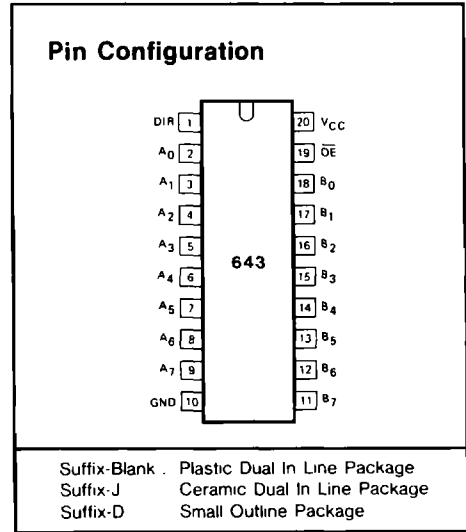 Pin Configuration
DIR 1 20 VCC
A0 2 19 OE
A1 3 18 B0
A2 4 17 B1
A3 5 16 B2
643
A4 6 15 B3
A5 7 14 B4
A6 8 13 B5
A7 9 12 B6
GND 10 11 B7
Suffix-Blank . Plastic Dual In Line Package
Suffix-J Ceramic Dual In Line Package
Suffix-D Small Outline Package